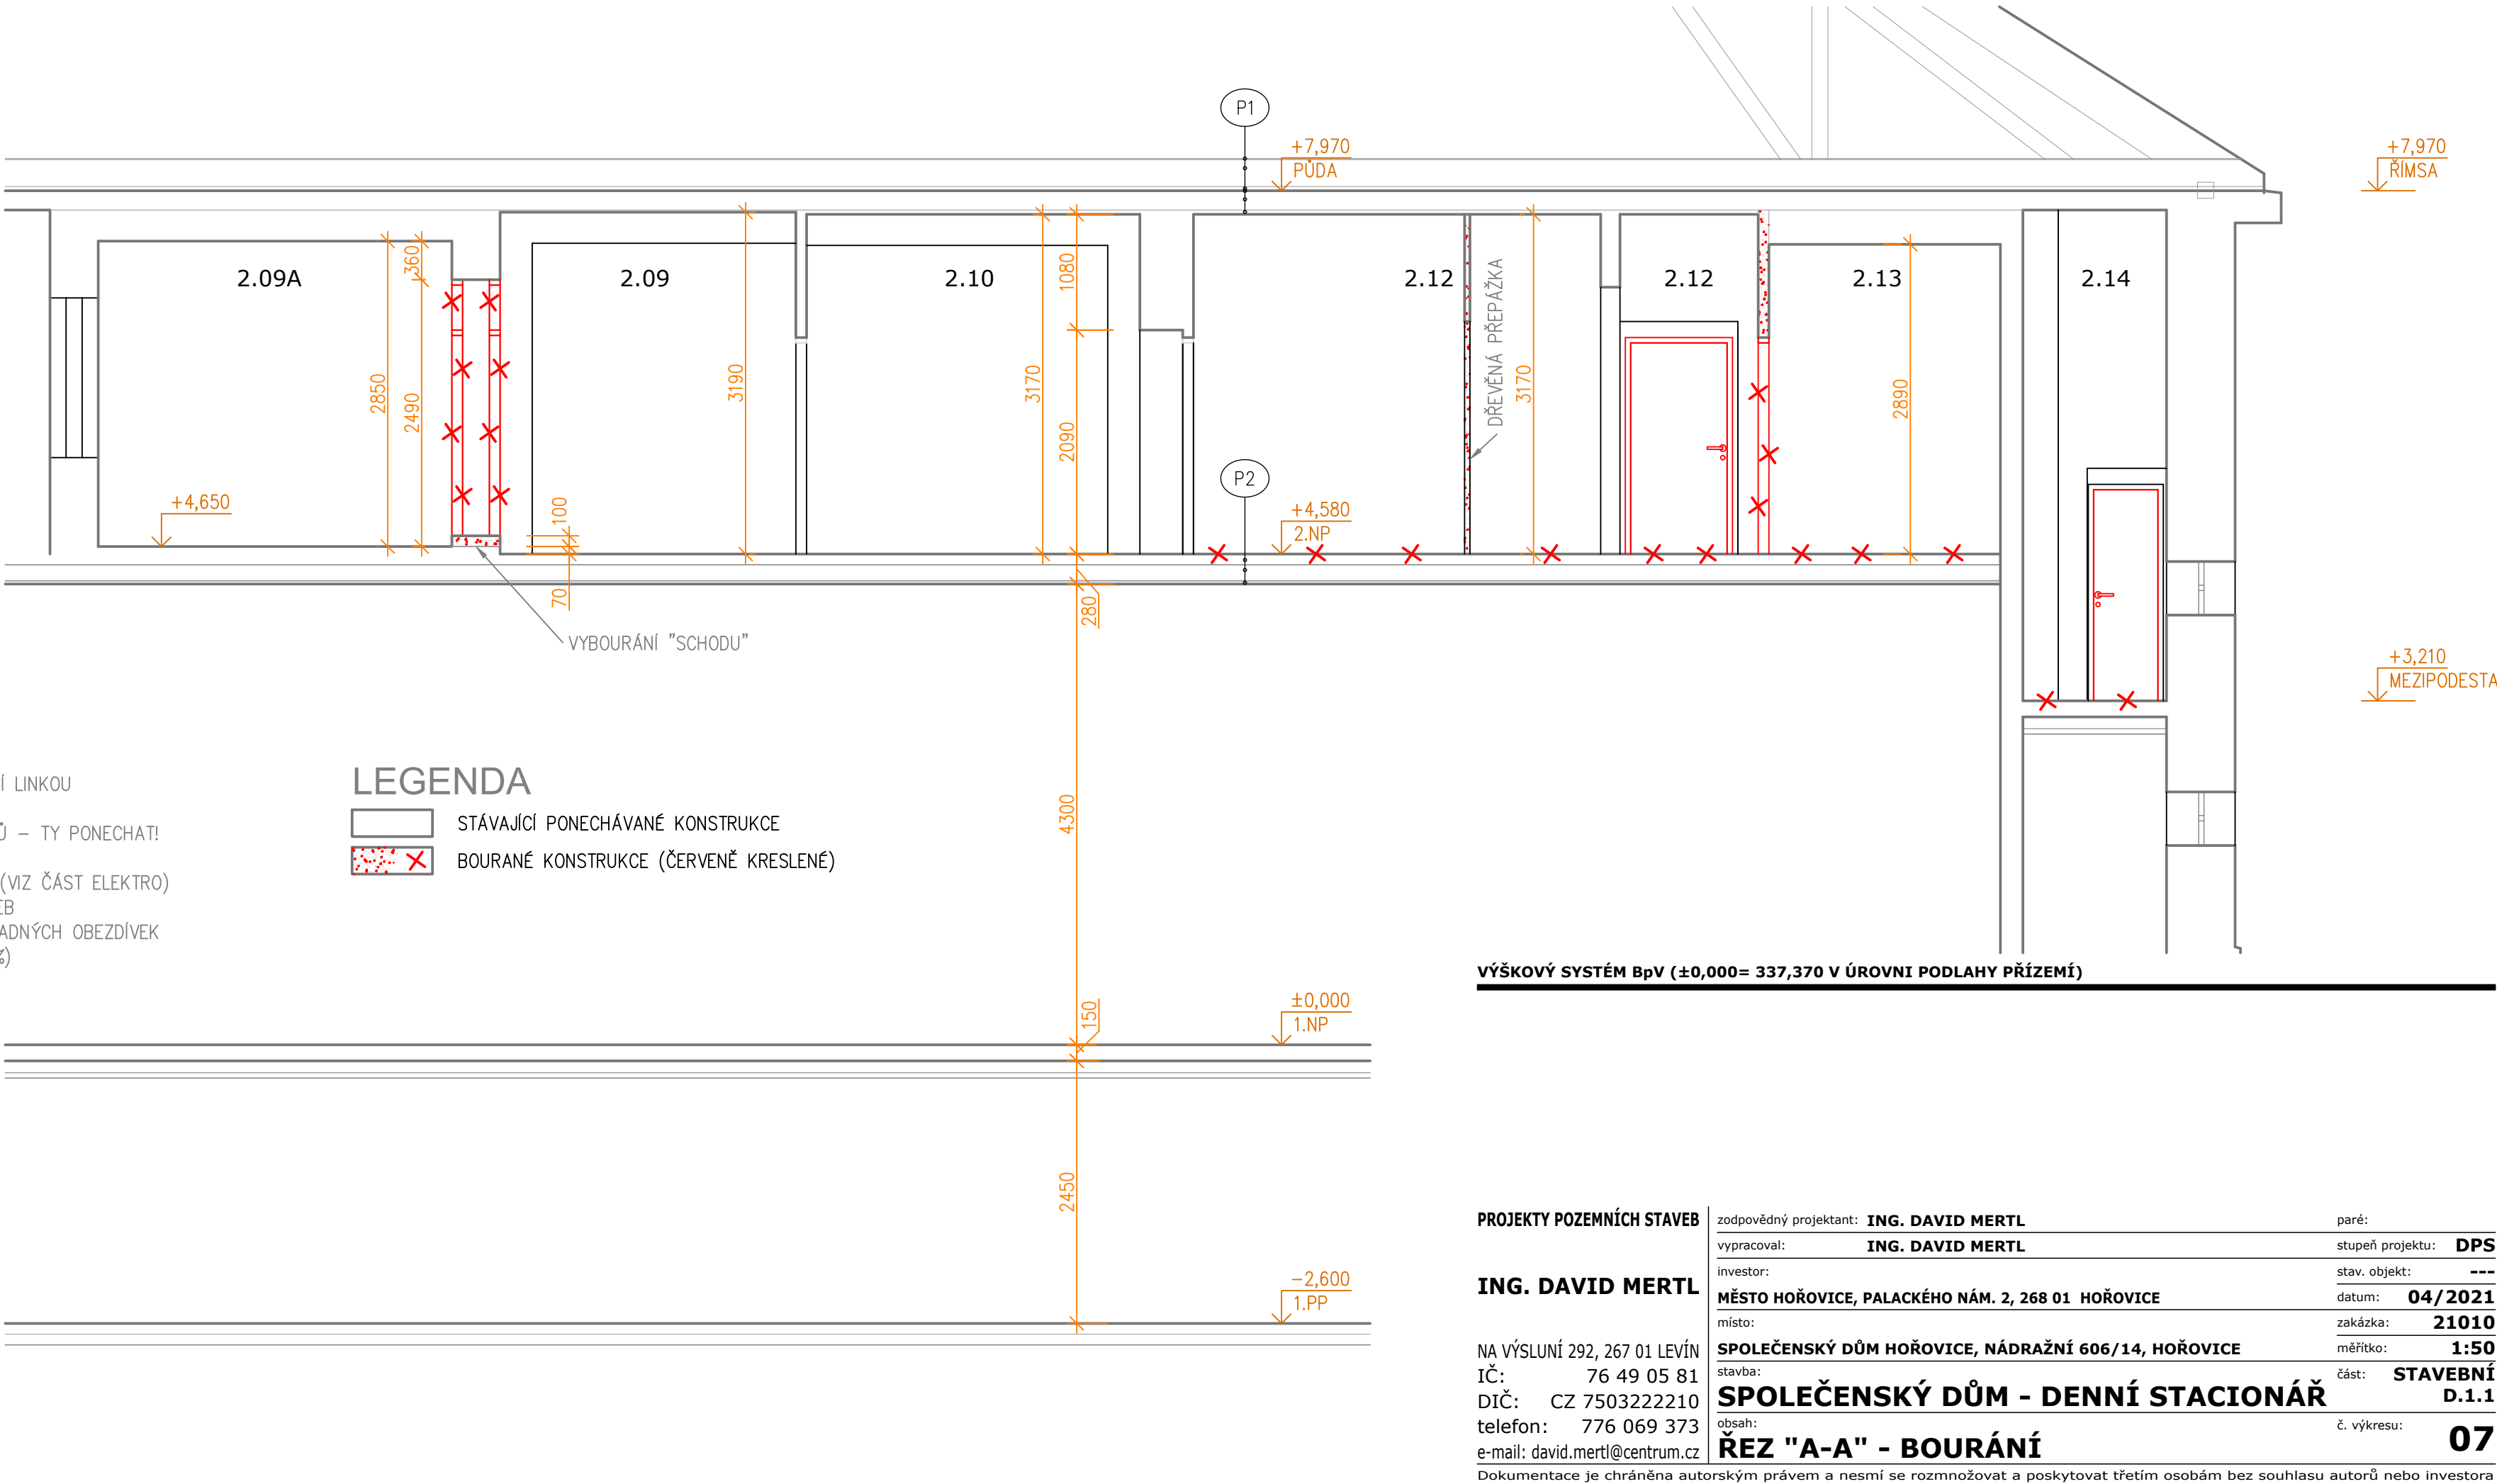 P1
+7,970
PŮDA
+7,970
ŘÍMSA
2.09A
2.09
2.10
2.12
2.12
2.13
2.14
360
2850
2490
3190
3170
1080
2090
3170
2890
DŘEVĚNÁ PŘEPÁŽKA
P2
+4,650
+4,580
2.NP
100
70
280
VYBOURÁNÍ "SCHODU"
+3,210
MEZIPODESTA
Í LINKOU
Ů – TY PONECHAT!
(VIZ ČÁST ELEKTRO)
EB
ADNÝCH OBEZDÍVEK
%)
LEGENDA
STÁVAJÍCÍ PONECHÁVANÉ KONSTRUKCE
BOURANÉ KONSTRUKCE (ČERVENĚ KRESLENÉ)
4300
150
±0,000
1.NP
2450
−2,600
1.PP
VÝŠKOVÝ SYSTÉM BpV (±0,000= 337,370 V ÚROVNI PODLAHY PŘÍZEMÍ)
PROJEKTY POZEMNÍCH STAVEB
ING. DAVID MERTL
NA VÝSLUNÍ 292, 267 01 LEVÍN
IČ: 76 49 05 81
DIČ: CZ 7503222210
telefon: 776 069 373
e-mail: david.mertl@centrum.cz
zodpovědný projektant: ING. DAVID MERTL
vypracoval: ING. DAVID MERTL
investor:
MĚSTO HOŘOVICE, PALACKÉHO NÁM. 2, 268 01 HOŘOVICE
místo:
SPOLEČENSKÝ DŮM HOŘOVICE, NÁDRAŽNÍ 606/14, HOŘOVICE
stavba:
SPOLEČENSKÝ DŮM - DENNÍ STACIONÁŘ
obsah:
ŘEZ "A-A" - BOURÁNÍ
paré:
stupeň projektu: DPS
stav. objekt: ---
datum: 04/2021
zakázka: 21010
měřítko: 1:50
část: STAVEBNÍ
D.1.1
č. výkresu: 07
Dokumentace je chráněna autorským právem a nesmí se rozmnožovat a poskytovat třetím osobám bez souhlasu autorů nebo investora